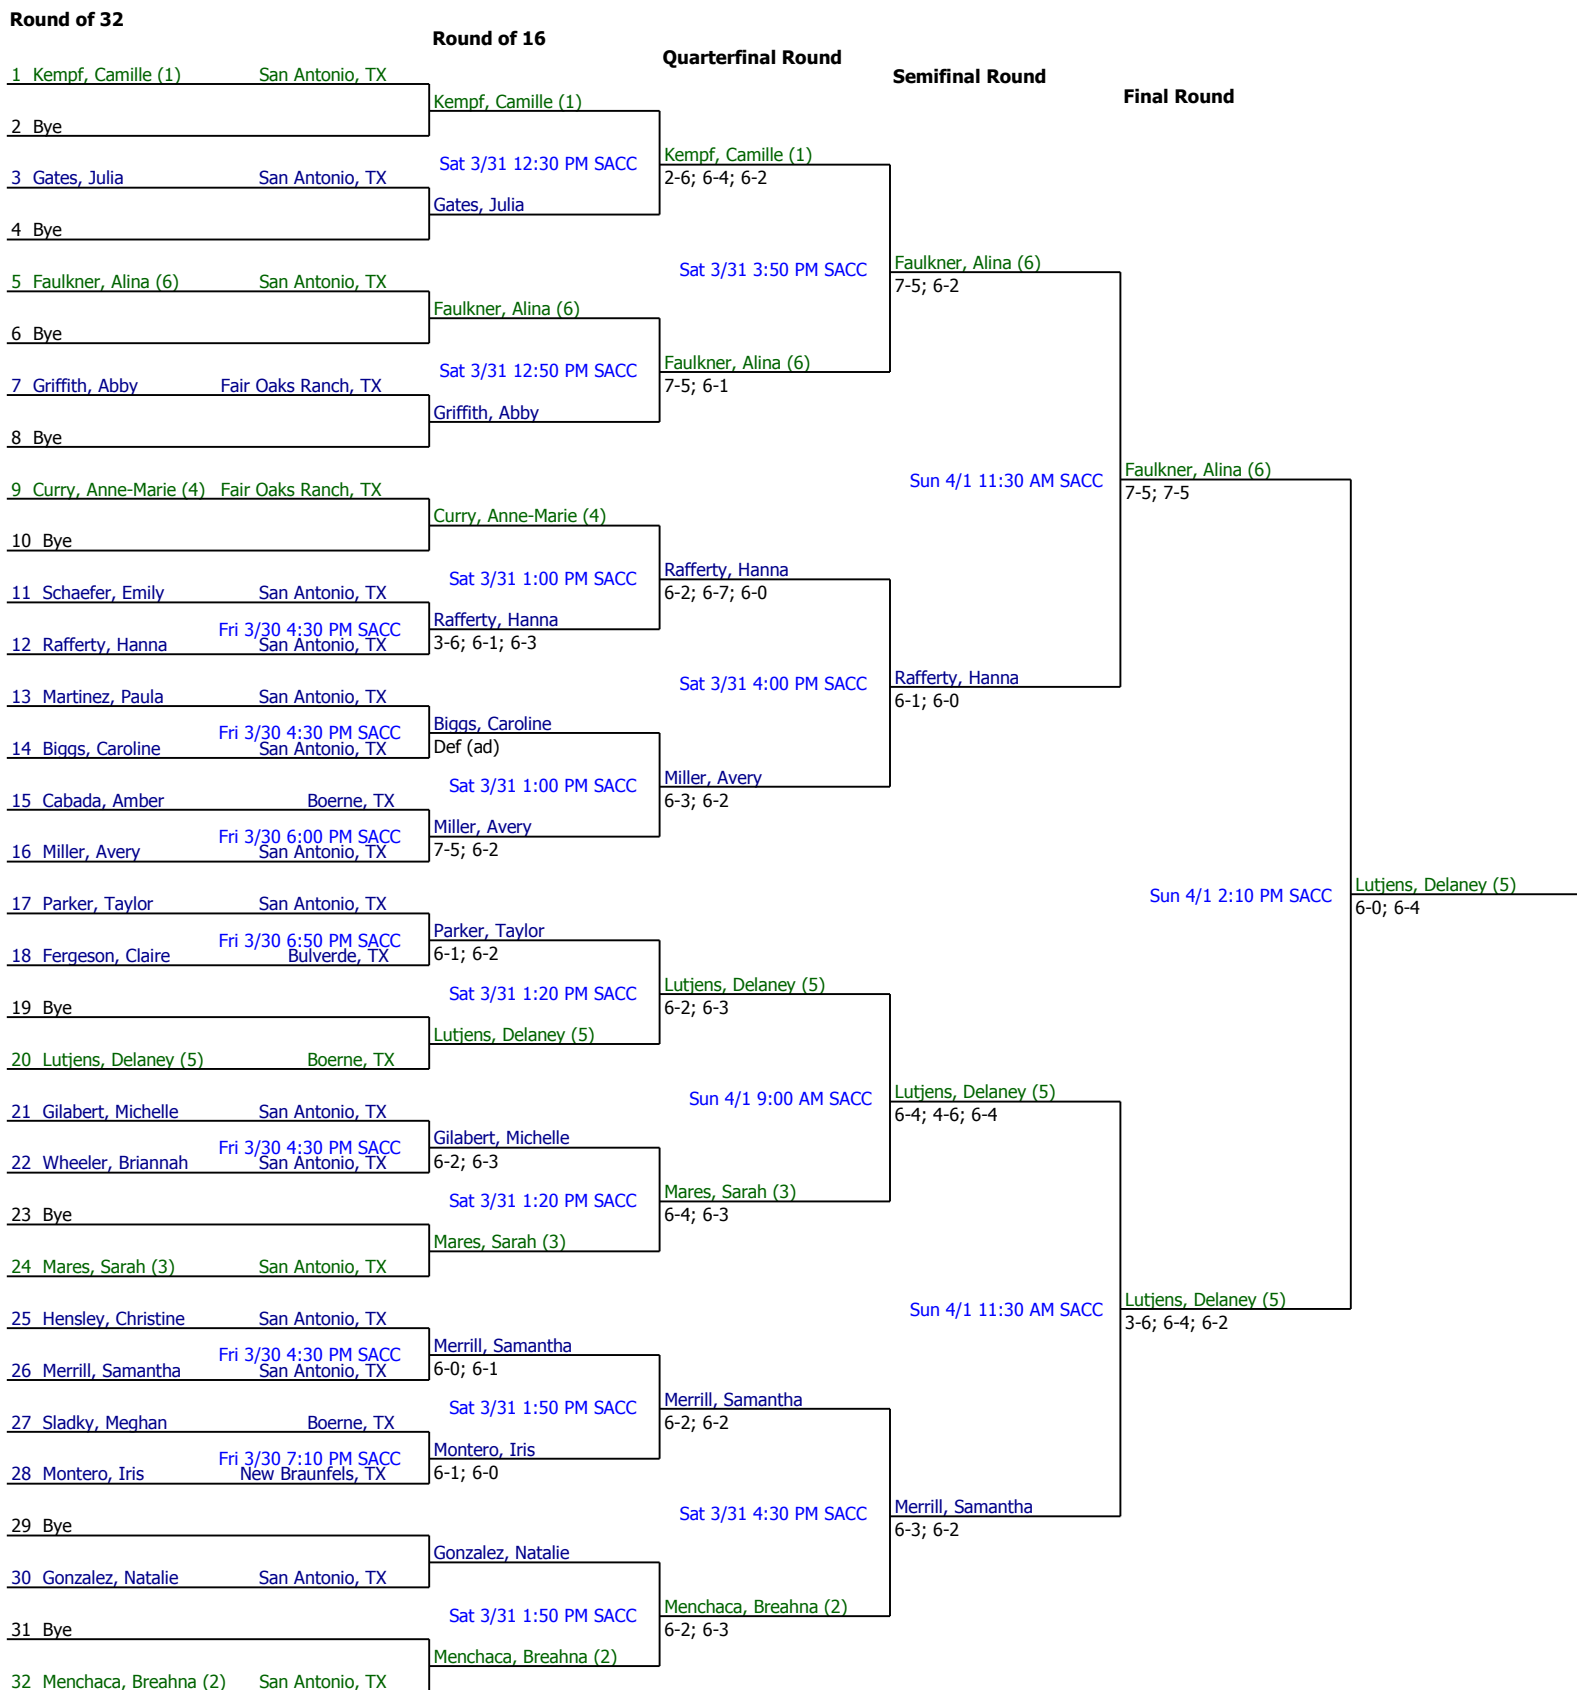 Round of 32
Round of 16
Quarterfinal Round
Semifinal Round
Final Round
1 Kempf, Camille (1) San Antonio, TX
Kempf, Camille (1)
2 Bye
Sat 3/31 12:30 PM SACC
Kempf, Camille (1)
2-6; 6-4; 6-2
3 Gates, Julia San Antonio, TX
Gates, Julia
4 Bye
Sat 3/31 3:50 PM SACC
Faulkner, Alina (6)
7-5; 6-2
5 Faulkner, Alina (6) San Antonio, TX
Faulkner, Alina (6)
6 Bye
Sat 3/31 12:50 PM SACC
Faulkner, Alina (6)
7-5; 6-1
7 Griffith, Abby Fair Oaks Ranch, TX
Griffith, Abby
8 Bye
Sun 4/1 11:30 AM SACC
Faulkner, Alina (6)
7-5; 7-5
9 Curry, Anne-Marie (4) Fair Oaks Ranch, TX
Curry, Anne-Marie (4)
10 Bye
Sat 3/31 1:00 PM SACC
Rafferty, Hanna
6-2; 6-7; 6-0
11 Schaefer, Emily San Antonio, TX
Fri 3/30 4:30 PM SACC
Rafferty, Hanna
3-6; 6-1; 6-3
12 Rafferty, Hanna San Antonio, TX
Sat 3/31 4:00 PM SACC
Rafferty, Hanna
6-1; 6-0
13 Martinez, Paula San Antonio, TX
Fri 3/30 4:30 PM SACC
Biggs, Caroline
Def (ad)
14 Biggs, Caroline San Antonio, TX
Sat 3/31 1:00 PM SACC
Miller, Avery
6-3; 6-2
15 Cabada, Amber Boerne, TX
Fri 3/30 6:00 PM SACC
Miller, Avery
7-5; 6-2
16 Miller, Avery San Antonio, TX
Sun 4/1 2:10 PM SACC
Lutjens, Delaney (5)
6-0; 6-4
17 Parker, Taylor San Antonio, TX
Fri 3/30 6:50 PM SACC
Parker, Taylor
6-1; 6-2
18 Fergeson, Claire Bulverde, TX
Sat 3/31 1:20 PM SACC
Lutjens, Delaney (5)
6-2; 6-3
19 Bye
Lutjens, Delaney (5)
20 Lutjens, Delaney (5) Boerne, TX
Sun 4/1 9:00 AM SACC
Lutjens, Delaney (5)
6-4; 4-6; 6-4
21 Gilabert, Michelle San Antonio, TX
Fri 3/30 4:30 PM SACC
Gilabert, Michelle
6-2; 6-3
22 Wheeler, Briannah San Antonio, TX
Sat 3/31 1:20 PM SACC
Mares, Sarah (3)
6-4; 6-3
23 Bye
Mares, Sarah (3)
24 Mares, Sarah (3) San Antonio, TX
Sun 4/1 11:30 AM SACC
Lutjens, Delaney (5)
3-6; 6-4; 6-2
25 Hensley, Christine San Antonio, TX
Fri 3/30 4:30 PM SACC
Merrill, Samantha
6-0; 6-1
26 Merrill, Samantha San Antonio, TX
Sat 3/31 1:50 PM SACC
Merrill, Samantha
6-2; 6-2
27 Sladky, Meghan Boerne, TX
Fri 3/30 7:10 PM SACC
Montero, Iris
6-1; 6-0
28 Montero, Iris New Braunfels, TX
Sat 3/31 4:30 PM SACC
Merrill, Samantha
6-3; 6-2
29 Bye
Gonzalez, Natalie
30 Gonzalez, Natalie San Antonio, TX
Sat 3/31 1:50 PM SACC
Menchaca, Breahna (2)
6-2; 6-3
31 Bye
Menchaca, Breahna (2)
32 Menchaca, Breahna (2) San Antonio, TX